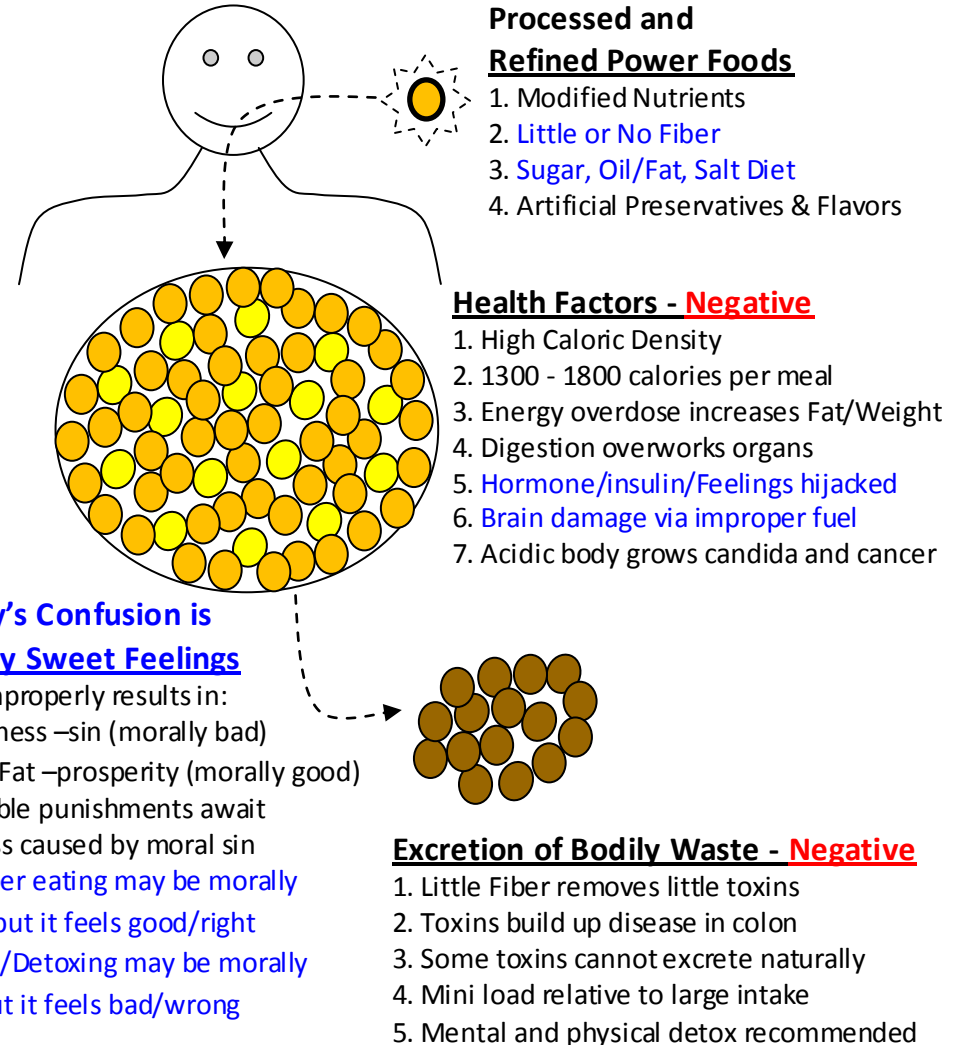 Processed and
Refined Power Foods
1. Modified Nutrients
2. Little or No Fiber
3. Sugar, Oil/Fat, Salt Diet
4. Artificial Preservatives & Flavors
Health Factors - Negative
1. High Caloric Density
2. 1300 - 1800 calories per meal
3. Energy overdose increases Fat/Weight
4. Digestion overworks organs
5. Hormone/insulin/Feelings hijacked
6. Brain damage via improper fuel
7. Acidic body grows candida and cancer
y's Confusion is
y Sweet Feelings
properly results in:
ness –sin (morally bad)
Fat –prosperity (morally good)
ble punishments await
s caused by moral sin
er eating may be morally
but it feels good/right
/Detoxing may be morally
ut it feels bad/wrong
Excretion of Bodily Waste - Negative
1. Little Fiber removes little toxins
2. Toxins build up disease in colon
3. Some toxins cannot excrete naturally
4. Mini load relative to large intake
5. Mental and physical detox recommended